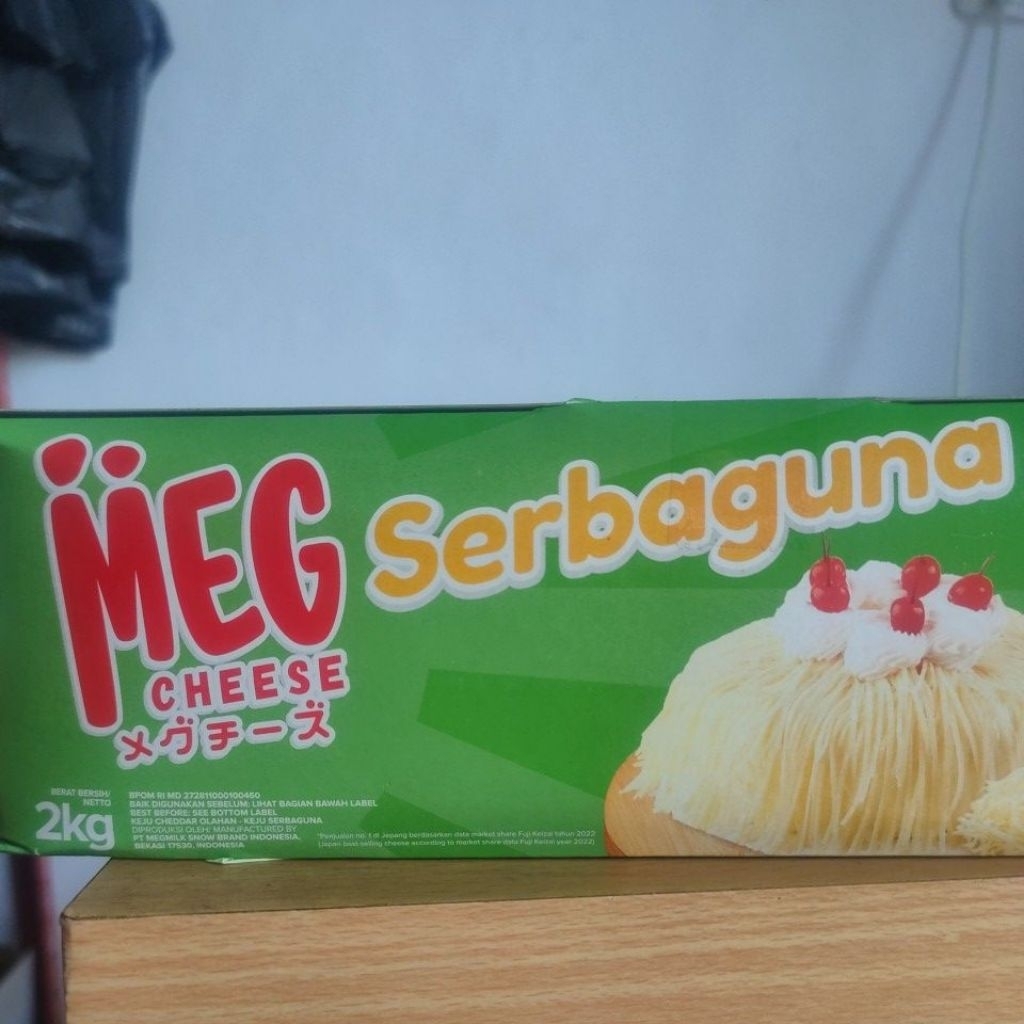 MEG
CHEESE
メグチーズ
Serbaguna
BERAT BERSIH/
NETTO
2kg
BPOM RI MD 272811000100450
BAIK DIGUNAKAN SEBELUM: LIHAT BAGIAN BAWAH LABEL
BEST BEFORE: SEE BOTTOM LABEL
KEJU CHEDDAR OLAHAN - KEJU SERBAGUNA
DIPRODUKSI OLEH/ MANUFACTURED BY
PT MEGMILK SNOW BRAND INDONESIA,
BEKASI 17530, INDONESIA
*Penjualan no. 1 di Jepang berdasarkan data market share Fuji Keizai tahun 2022
(Japan best-selling cheese according to market share data Fuji Keizai year 2022)